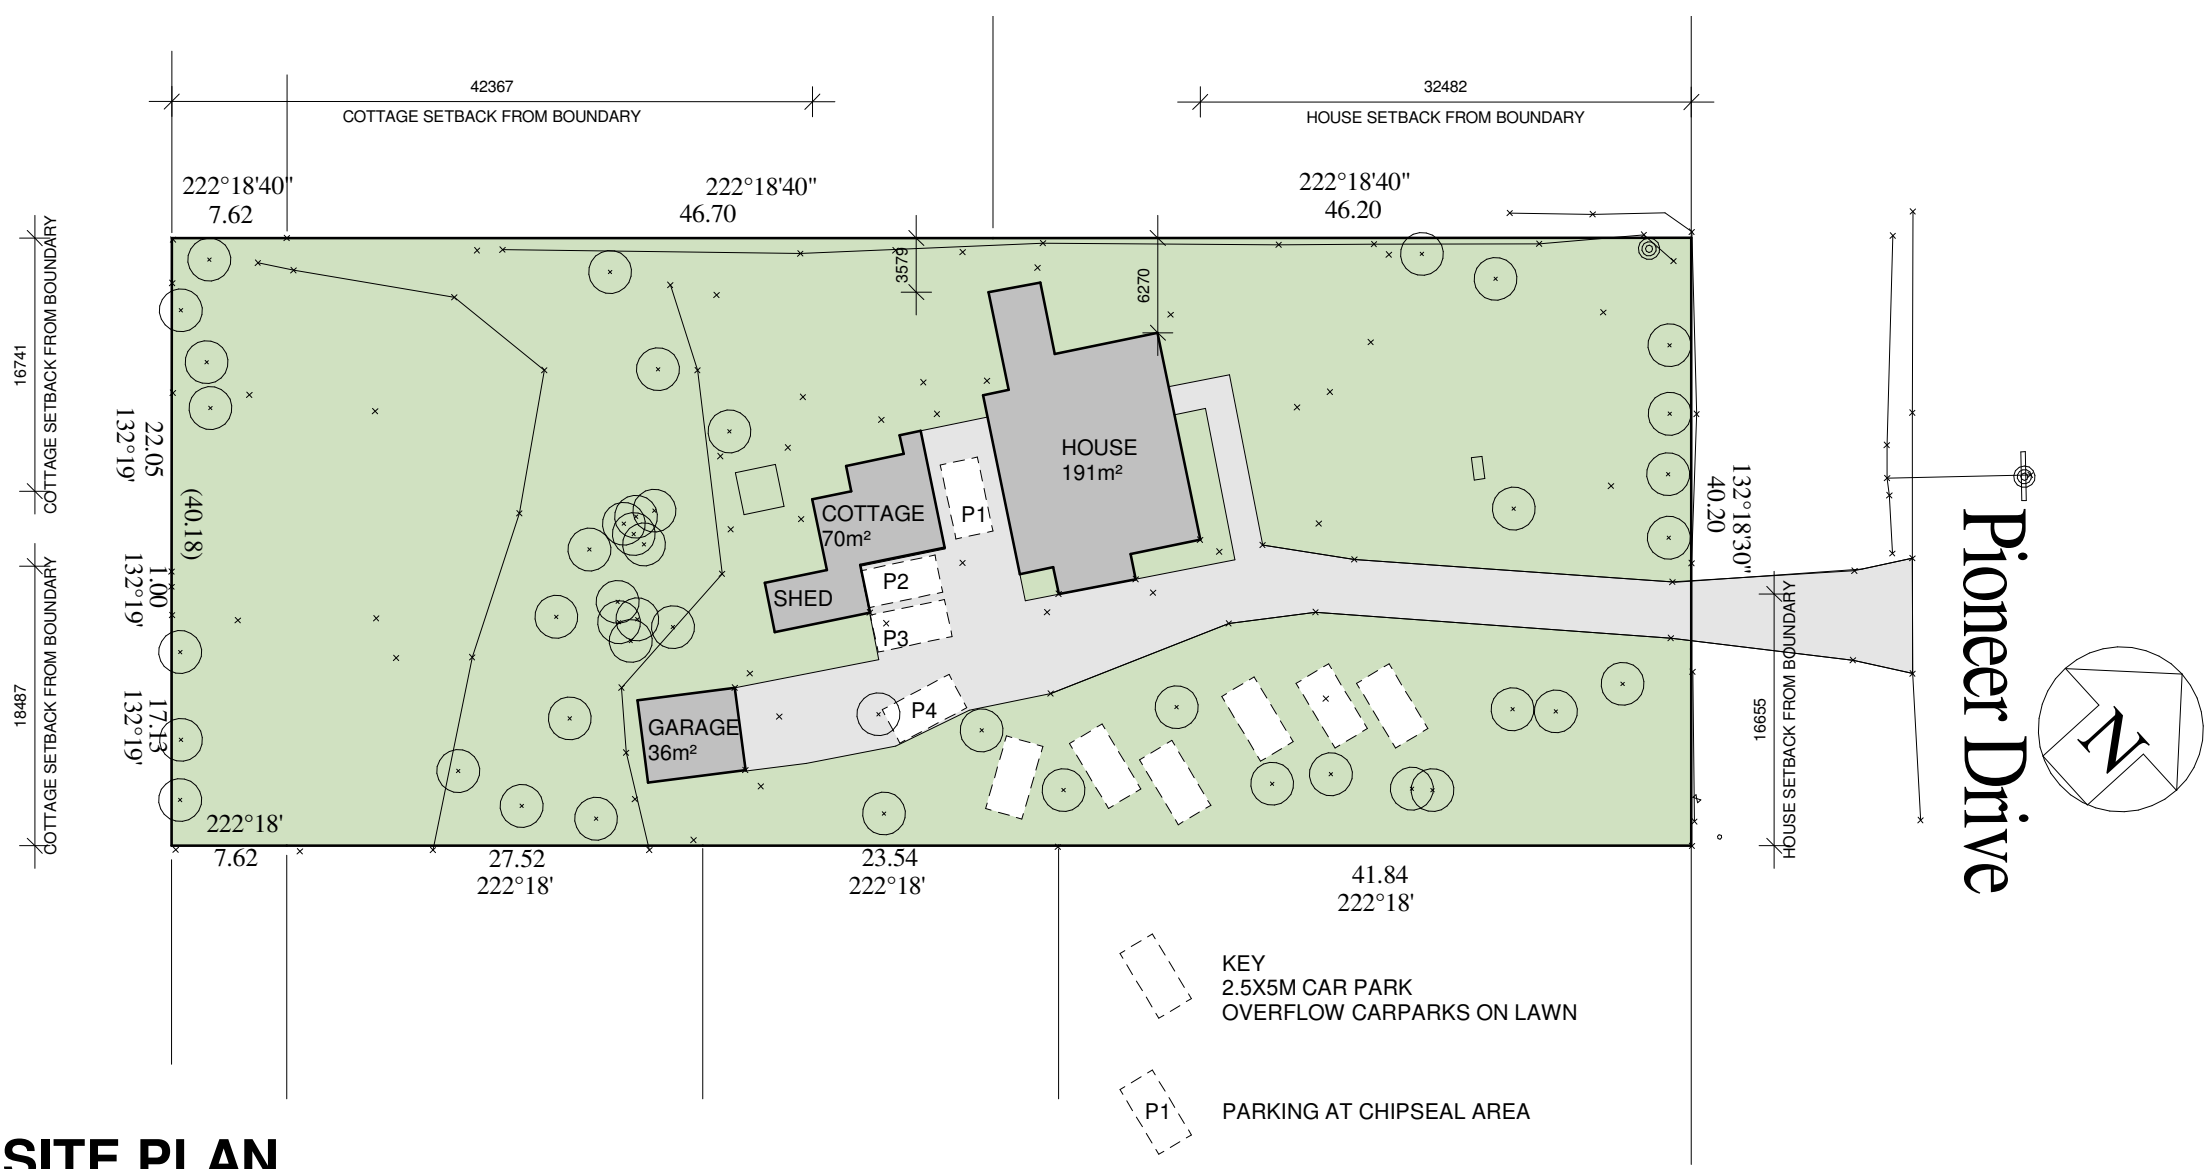 42367
COTTAGE SETBACK FROM BOUNDARY
32482
HOUSE SETBACK FROM BOUNDARY
222°18'40"
7.62
222°18'40"
46.70
222°18'40"
46.20
3579
6270
16741
COTTAGE SETBACK FROM BOUNDARY
22.05
132°19'
(40.18)
1.00
132°19'
18487
COTTAGE SETBACK FROM BOUNDARY
17.13
132°19'
HOUSE
191m²
COTTAGE
70m²
P1
P2
SHED
P3
P4
GARAGE
36m²
132°18'30"
40.20
16655
HOUSE SETBACK FROM BOUNDARY
Pioneer Drive
N
222°18'
7.62
27.52
222°18'
23.54
222°18'
41.84
222°18'
KEY
2.5X5M CAR PARK
OVERFLOW CARPARKS ON LAWN
P1
PARKING AT CHIPSEAL AREA
SITE PLAN